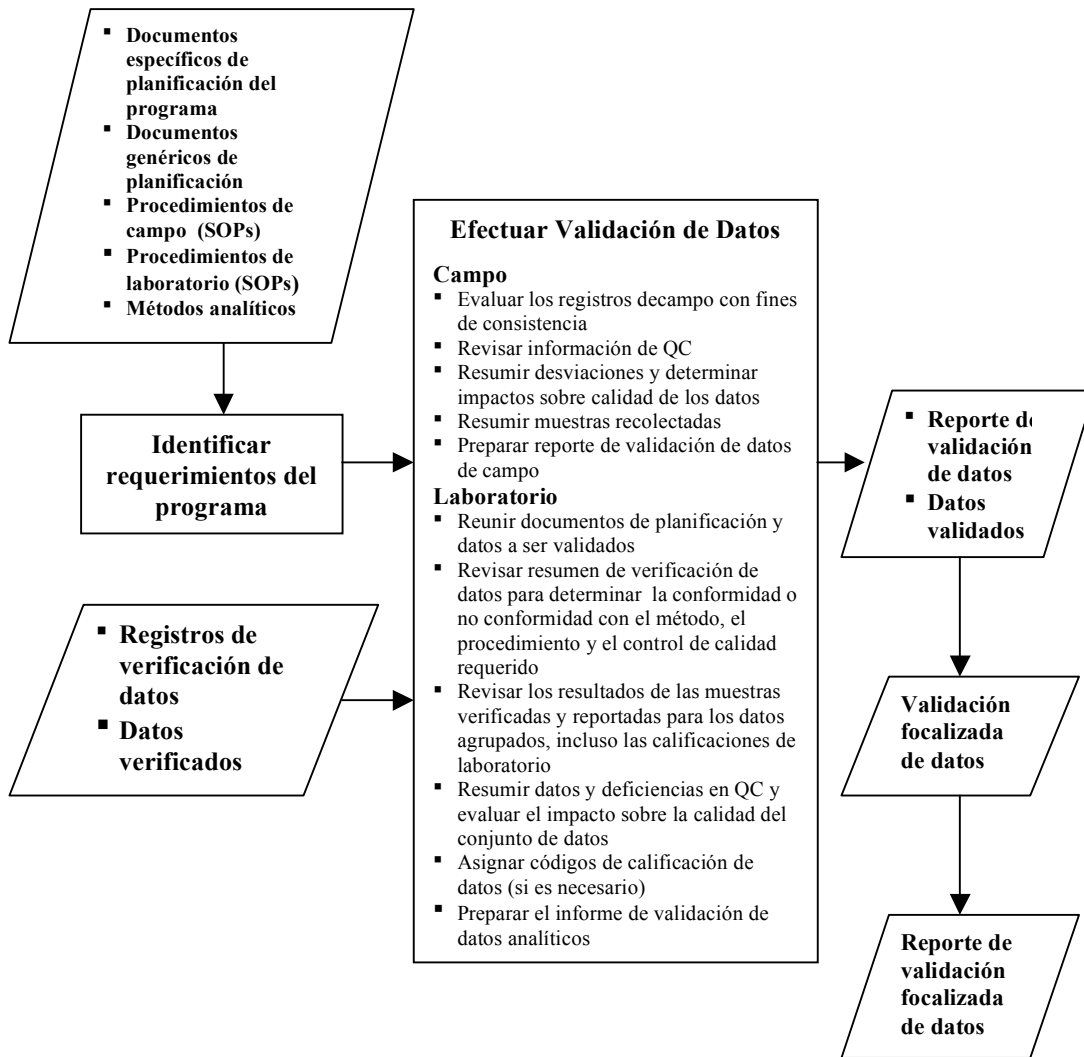 ▪ Documentos
específicos de
planificación del
programa
▪ Documentos
genéricos de
planificación
▪ Procedimientos de
campo (SOPs)
▪ Procedimientos de
laboratorio (SOPs)
▪ Métodos analíticos
Identificar
requerimientos del
programa
▪ Registros de
verificación de
datos
▪ Datos
verificados
Efectuar Validación de Datos
Campo
▪ Evaluar los registros decampo con fines
de consistencia
▪ Revisar información de QC
▪ Resumir desviaciones y determinar
impactos sobre calidad de los datos
▪ Resumir muestras recolectadas
▪ Preparar reporte de validación de datos
de campo
Laboratorio
▪ Reunir documentos de planificación y
datos a ser validados
▪ Revisar resumen de verificación de
datos para determinar la conformidad o
no conformidad con el método, el
procedimiento y el control de calidad
requerido
▪ Revisar los resultados de las muestras
verificadas y reportadas para los datos
agrupados, incluso las calificaciones de
laboratorio
▪ Resumir datos y deficiencias en QC y
evaluar el impacto sobre la calidad del
conjunto de datos
▪ Asignar códigos de calificación de
datos (si es necesario)
▪ Preparar el informe de validación de
datos analíticos
▪ Reporte de
validación
de datos
▪ Datos
validados
Validación
focalizada
de datos
Reporte de
validación
focalizada
de datos